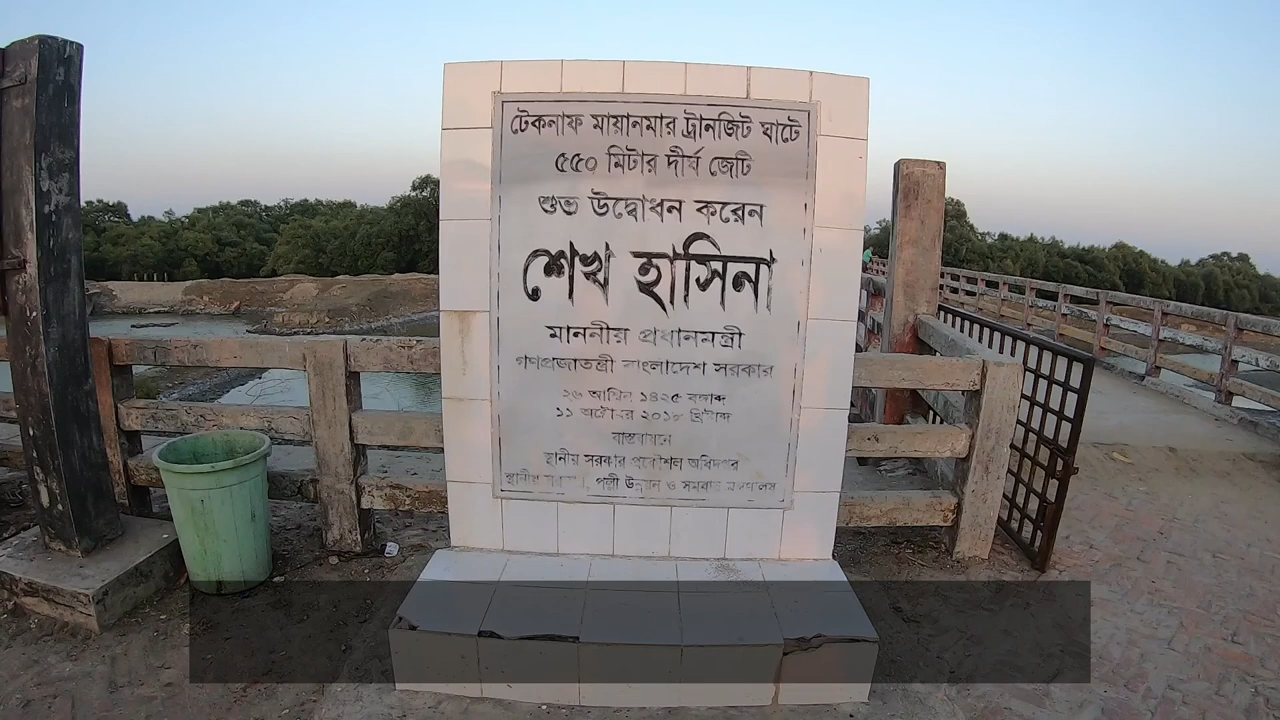 টেকনাফ মায়ানমার ট্রানজিট ঘাটে
৫৫০ মিটার দীর্ঘ জেটি
শুভ উদ্বোধন করেন
শেখ হাসিনা
মাননীয় প্রধানমন্ত্রী
গণপ্রজাতন্ত্রী বাংলাদেশ সরকার
২৬ আশ্বিন ১৪২৫ বঙ্গাব্দ
১১ অক্টোবর ২০১৮ খ্রিষ্টাব্দ
বাস্তবায়নে
স্থানীয় সরকার প্রকৌশল অধিদপ্তর
স্থানীয় সরকার, পল্লী উন্নয়ন ও সমবায় মন্ত্রণালয়